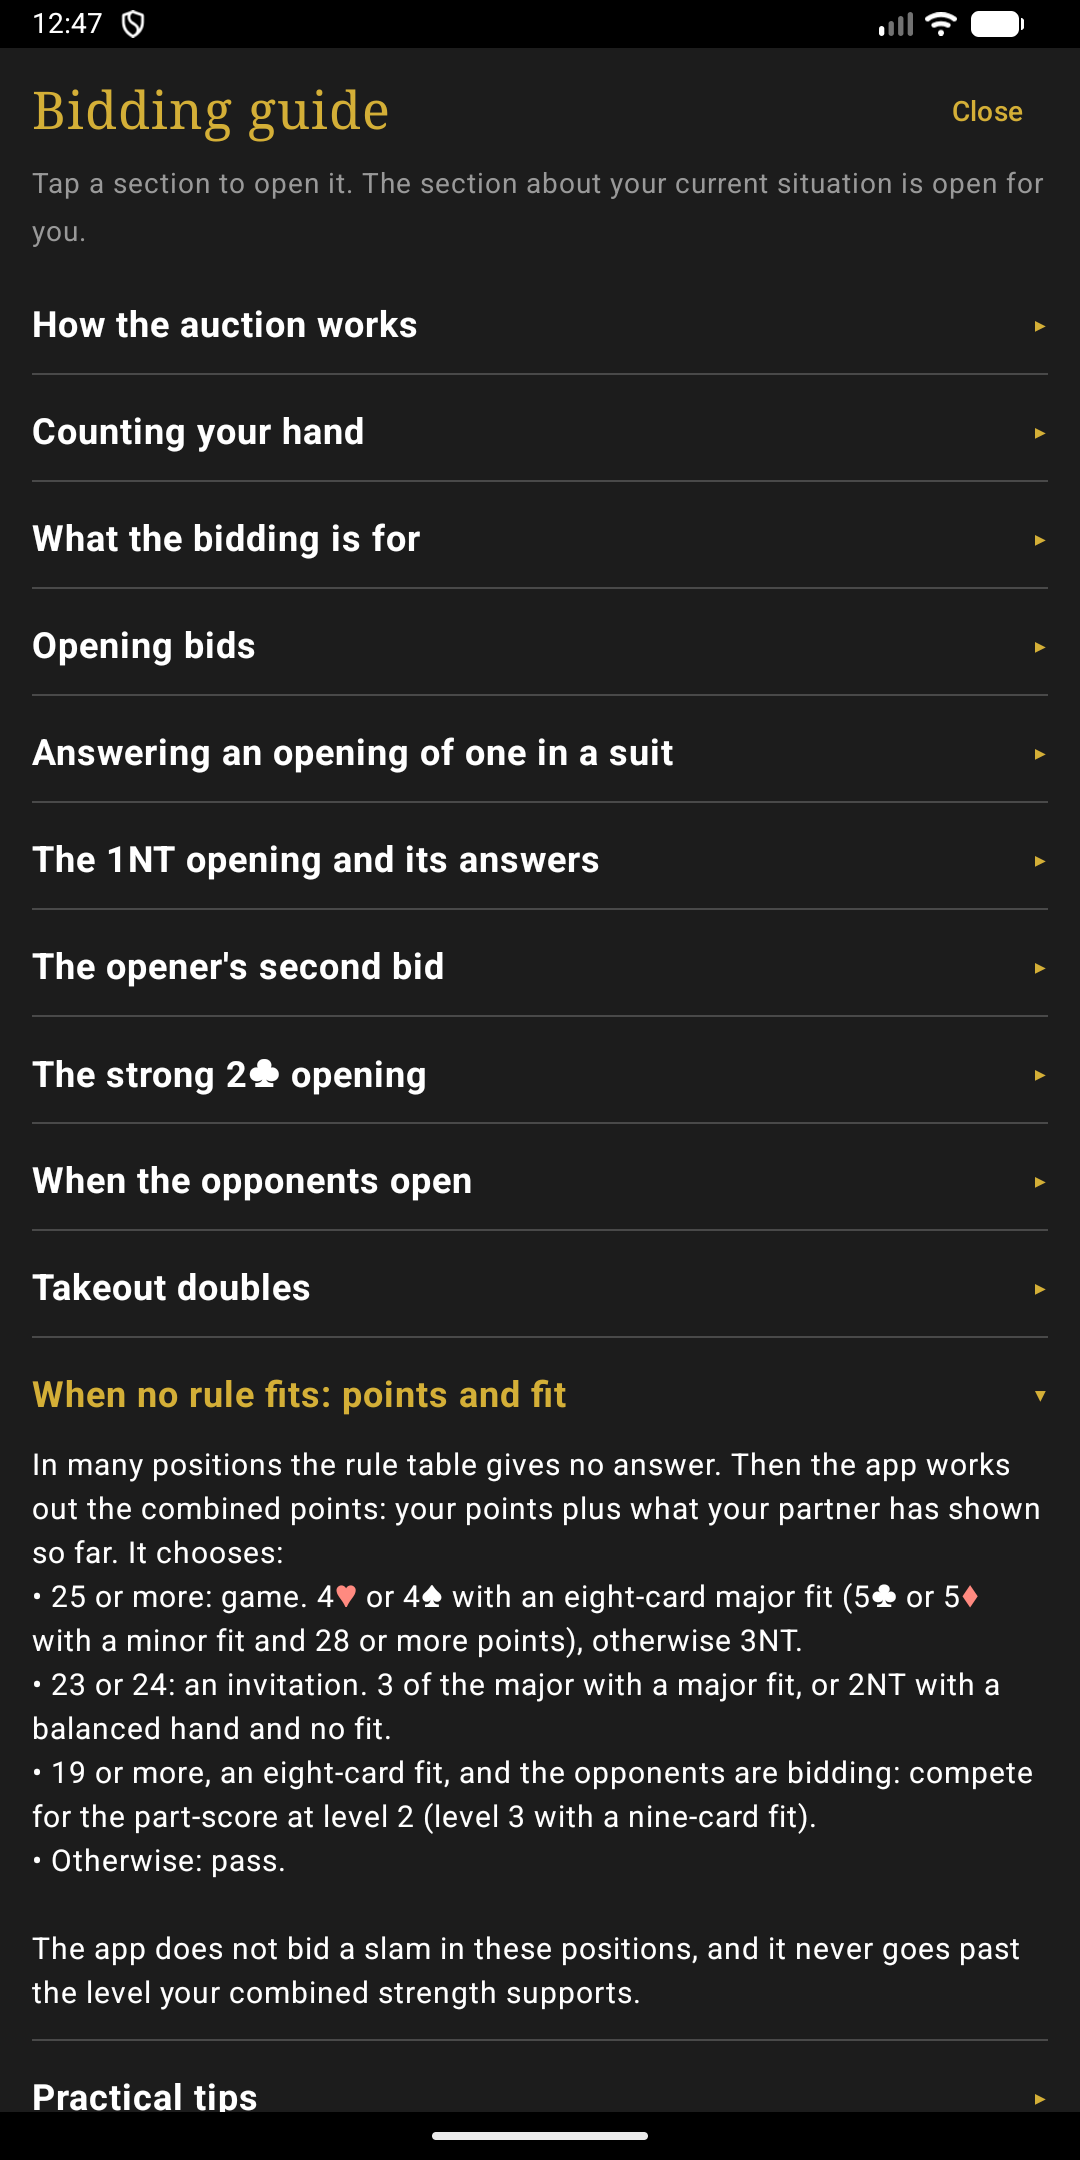 12:47
Bidding guide
Close
Tap a section to open it. The section about your current situation is open for
you.
How the auction works
Counting your hand
What the bidding is for
Opening bids
Answering an opening of one in a suit
The 1NT opening and its answers
The opener's second bid
The strong 2♣ opening
When the opponents open
Takeout doubles
When no rule fits: points and fit
In many positions the rule table gives no answer. Then the app works
out the combined points: your points plus what your partner has shown
so far. It chooses:
• 25 or more: game. 4♥ or 4♠ with an eight-card major fit (5♣ or 5♦
with a minor fit and 28 or more points), otherwise 3NT.
• 23 or 24: an invitation. 3 of the major with a major fit, or 2NT with a
balanced hand and no fit.
• 19 or more, an eight-card fit, and the opponents are bidding: compete
for the part-score at level 2 (level 3 with a nine-card fit).
• Otherwise: pass.
The app does not bid a slam in these positions, and it never goes past
the level your combined strength supports.
Practical tips